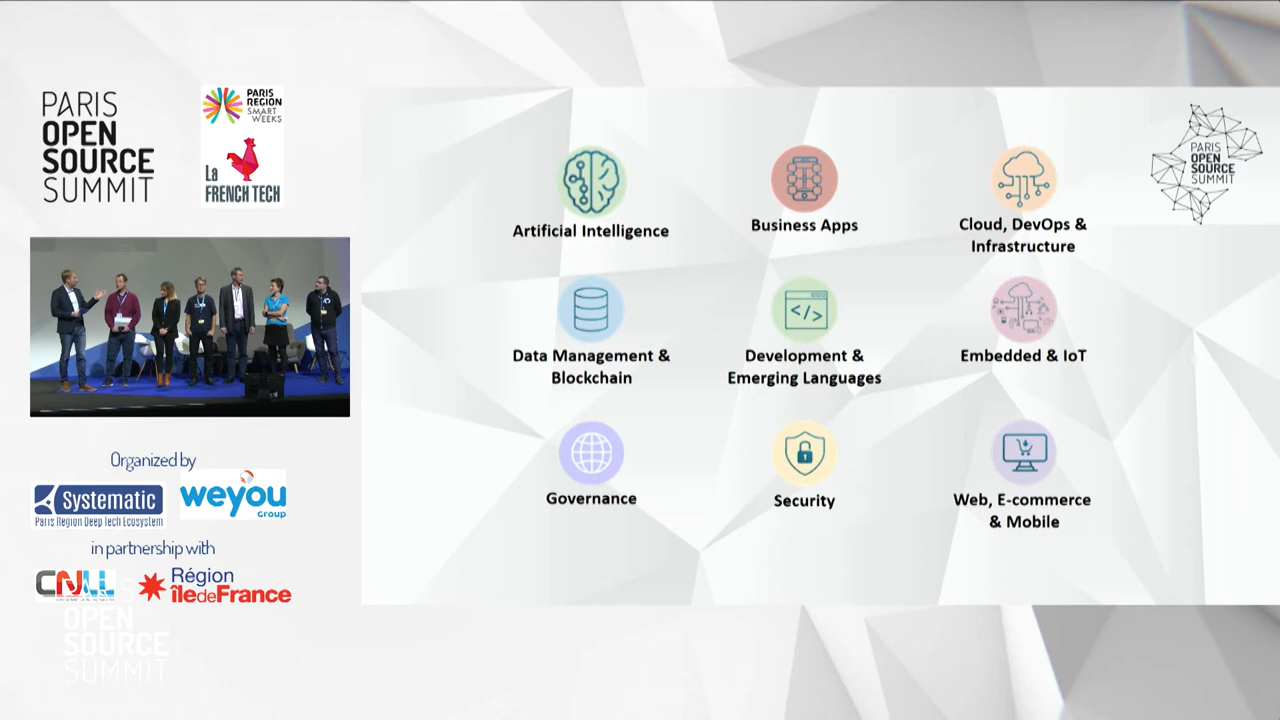 PARIS
OPEN
SOURCE
SUMMIT
PARIS
REGION
SMART
WEEKS
La
FRENCH TECH
Organized by
Systematic
Paris Region Deep Tech Ecosystem
weyou
GROUP
in partnership with
CNLL
Région
îledeFrance
PARIS
OPEN
SOURCE
SUMMIT
Artificial Intelligence
Business Apps
Cloud, DevOps &
Infrastructure
PARIS
OPEN
SOURCE
SUMMIT
Data Management &
Blockchain
</>
Development &
Emerging Languages
Embedded & IoT
Governance
Security
Web, E-commerce
& Mobile